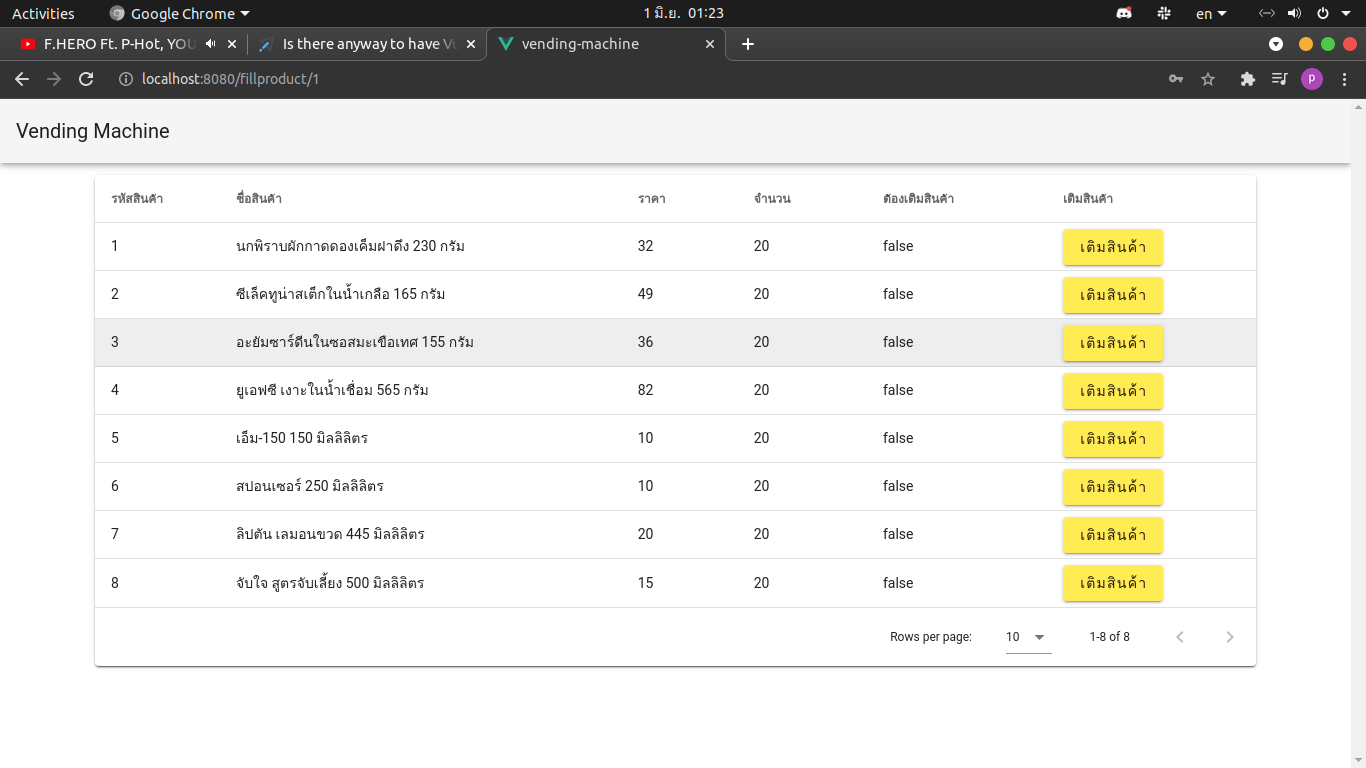 Activities Google Chrome 1 มิ.ย. 01:23 en
F.HERO Ft. P-Hot, YOU Is there anyway to have Vu vending-machine
localhost:8080/fillproduct/1 p
Vending Machine
รหัสสินค้า ชื่อสินค้า ราคา จำนวน ต้องเติมสินค้า เติมสินค้า
1 นกพิราบผักกาดดองเค็มฝาดึง 230 กรัม 32 20 false เติมสินค้า
2 ซีเล็คทูน่าสเต็กในน้ำเกลือ 165 กรัม 49 20 false เติมสินค้า
3 อะยัมซาร์ดีนในซอสมะเขือเทศ 155 กรัม 36 20 false เติมสินค้า
4 ยูเอฟซี เงาะในน้ำเชื่อม 565 กรัม 82 20 false เติมสินค้า
5 เอ็ม-150 150 มิลลิลิตร 10 20 false เติมสินค้า
6 สปอนเซอร์ 250 มิลลิลิตร 10 20 false เติมสินค้า
7 ลิปตัน เลมอนขวด 445 มิลลิลิตร 20 20 false เติมสินค้า
8 จับใจ สูตรจับเลี้ยง 500 มิลลิลิตร 15 20 false เติมสินค้า
Rows per page: 10 1-8 of 8